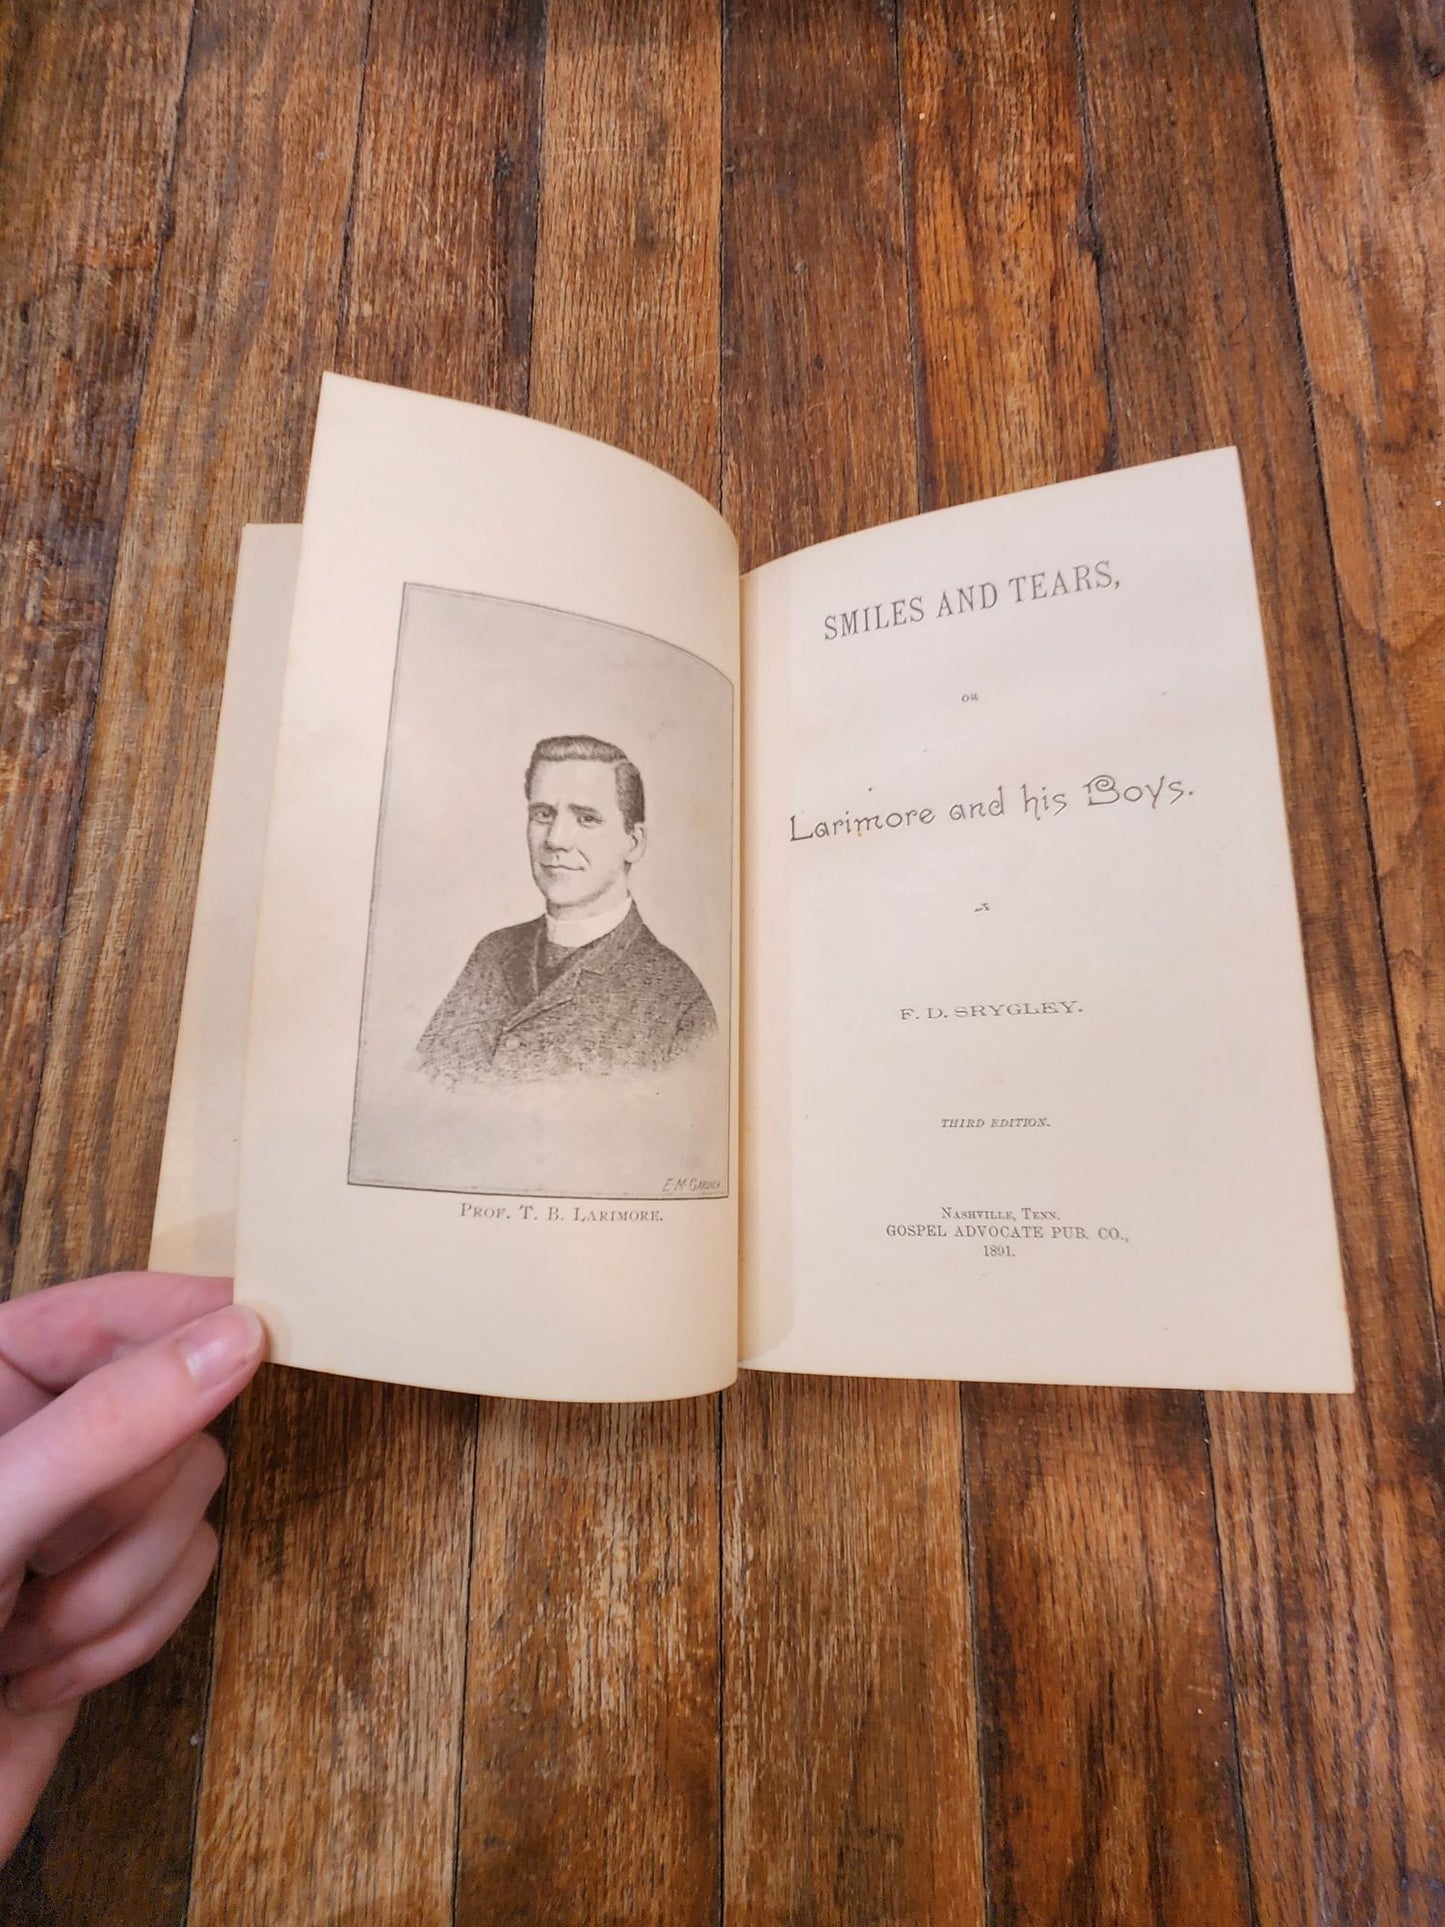 E. M. GARDNER
PROF. T. B. LARIMORE.
SMILES AND TEARS,
OR
Larimore and his Boys.
F. D. SRYGLEY.
THIRD EDITION.
NASHVILLE, TENN.
GOSPEL ADVOCATE PUB. CO.,
1891.